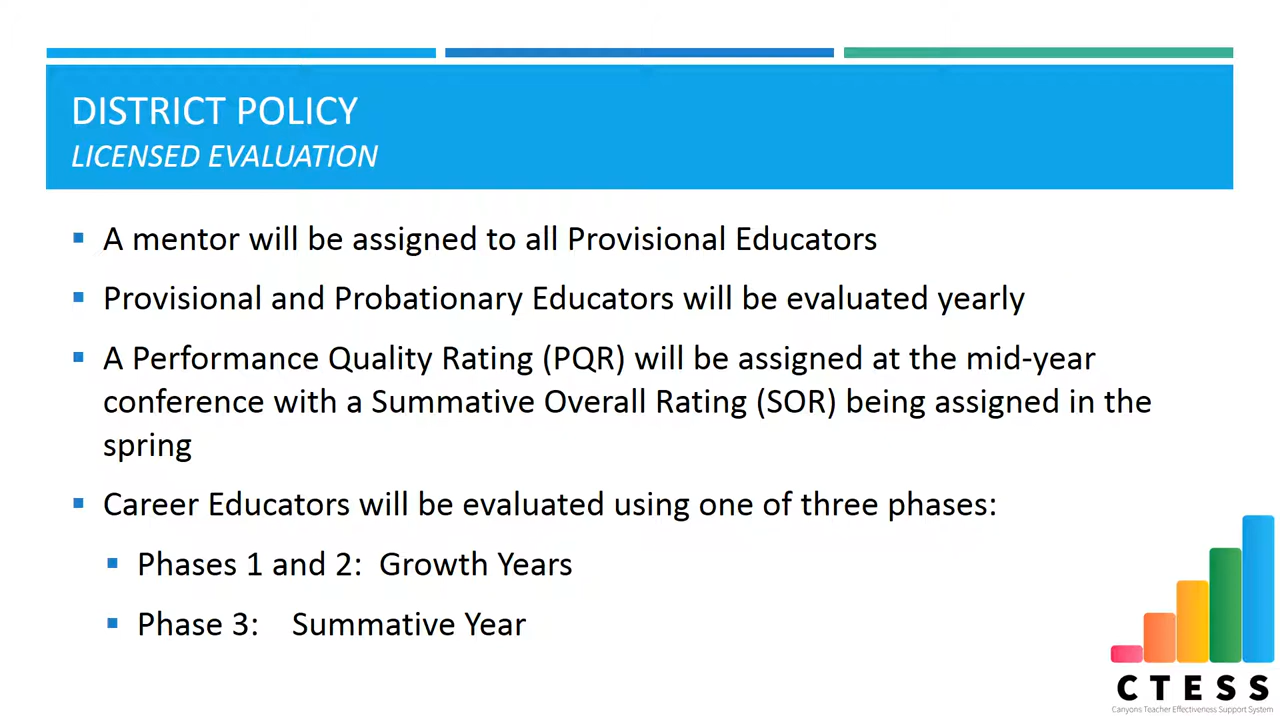 DISTRICT POLICY
LICENSED EVALUATION
A mentor will be assigned to all Provisional Educators
Provisional and Probationary Educators will be evaluated yearly
A Performance Quality Rating (PQR) will be assigned at the mid-year
conference with a Summative Overall Rating (SOR) being assigned in the
spring
Career Educators will be evaluated using one of three phases:
Phases 1 and 2: Growth Years
Phase 3: Summative Year
CTESS
Canyons Teacher Effectiveness Support System